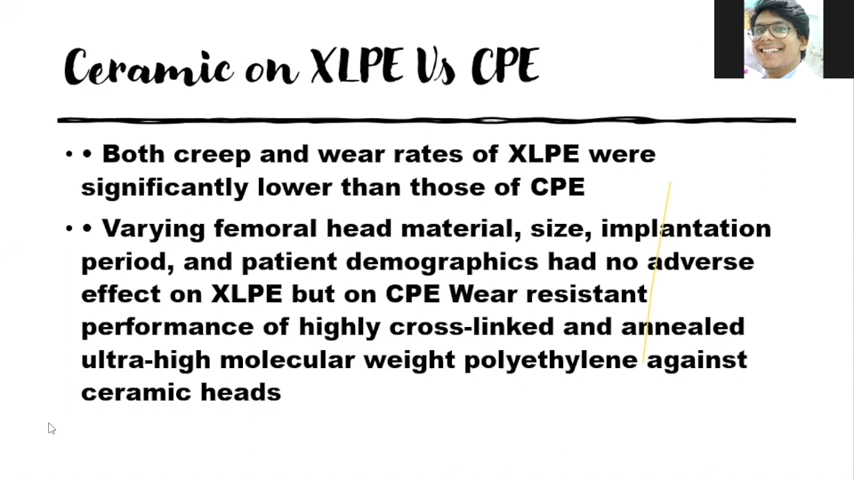 Ceramic on XLPE Vs CPE
• • Both creep and wear rates of XLPE were
significantly lower than those of CPE
• • Varying femoral head material, size, implantation
period, and patient demographics had no adverse
effect on XLPE but on CPE Wear resistant
performance of highly cross-linked and annealed
ultra-high molecular weight polyethylene against
ceramic heads